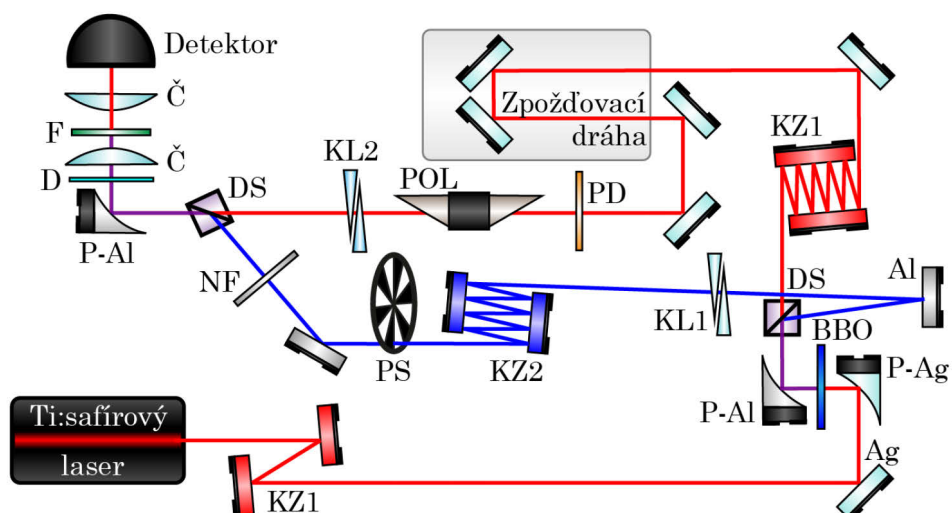 Detektor
Č
F
Č
D
DS
P-Al
KL2
POL
PD
Zpožďovací
dráha
KZ1
NF
PS
KZ2
KL1
DS
Al
BBO
P-Ag
P-Al
Ag
Ti:safírový
laser
KZ1